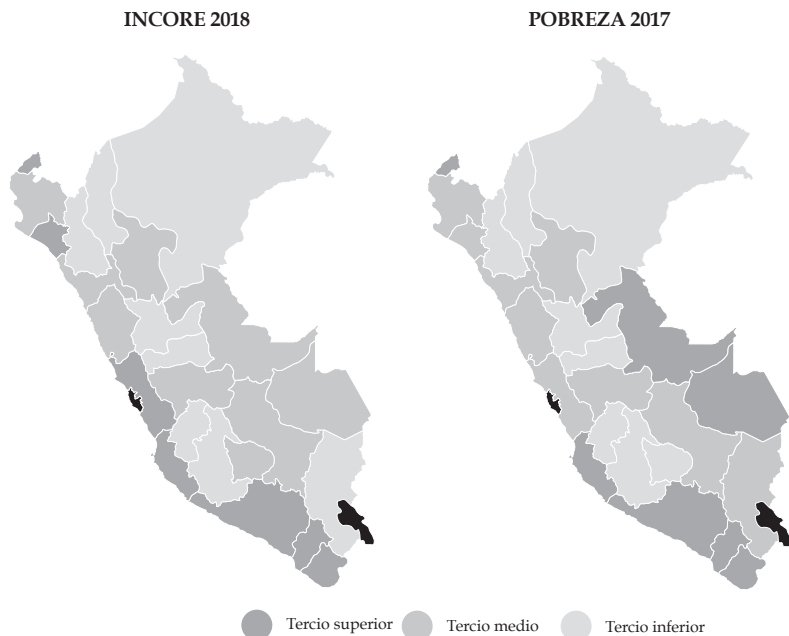 INCORE 2018
POBREZA 2017
Tercio superior
Tercio medio
Tercio inferior